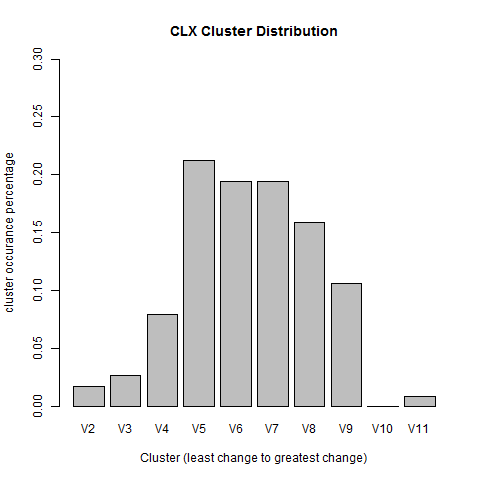 CLX Cluster Distribution
cluster occurance percentage
0.30
0.25
0.20
0.15
0.10
0.05
0.00
V2 V3 V4 V5 V6 V7 V8 V9 V10 V11
Cluster (least change to greatest change)